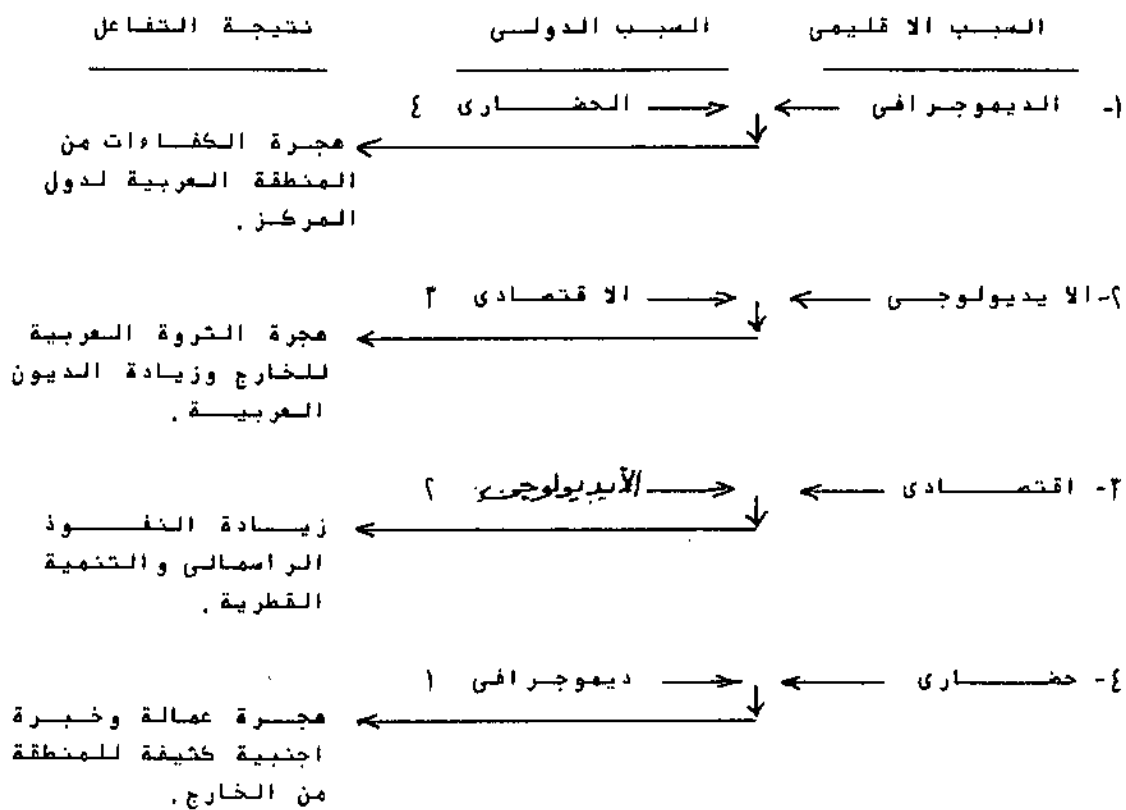 السبب الاقليمى السبب الدولى نتيجة التفاعل
١- الديموجرافى الحضارى ٤
هجرة الكفاءات من
المنطقة العربية لدول
المركز.
٢- الايديولوجى الاقتصادى ٣
هجرة الثروة العربية
للخارج وزيادة الديون
العربية.
٣- اقتصادى الأيديولوجى ٢
زيادة النفوذ
الراسمالى والتنمية
القطرية.
٤- حضارى ديموجرافى ١
هجرة عمالة وخبرة
اجنبية كثيفة للمنطقة
من الخارج.